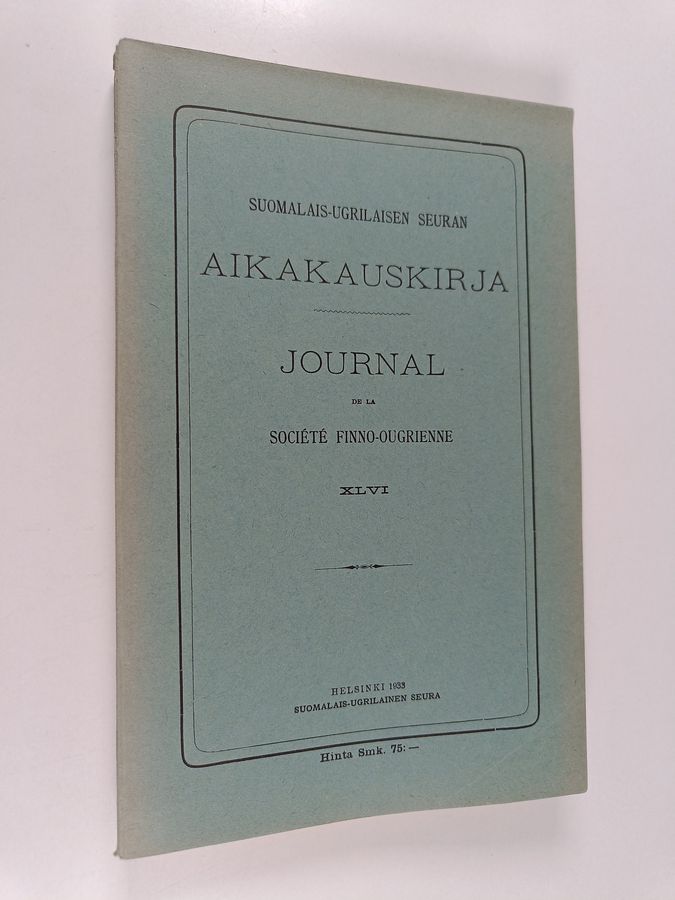 SUOMALAIS-UGRILAISEN SEURAN
AIKAKAUSKIRJA
JOURNAL
DE LA
SOCIÉTÉ FINNO-OUGRIENNE
XLVI
HELSINKI 1933
SUOMALAIS-UGRILAINEN SEURA
Hinta Smk. 75: —